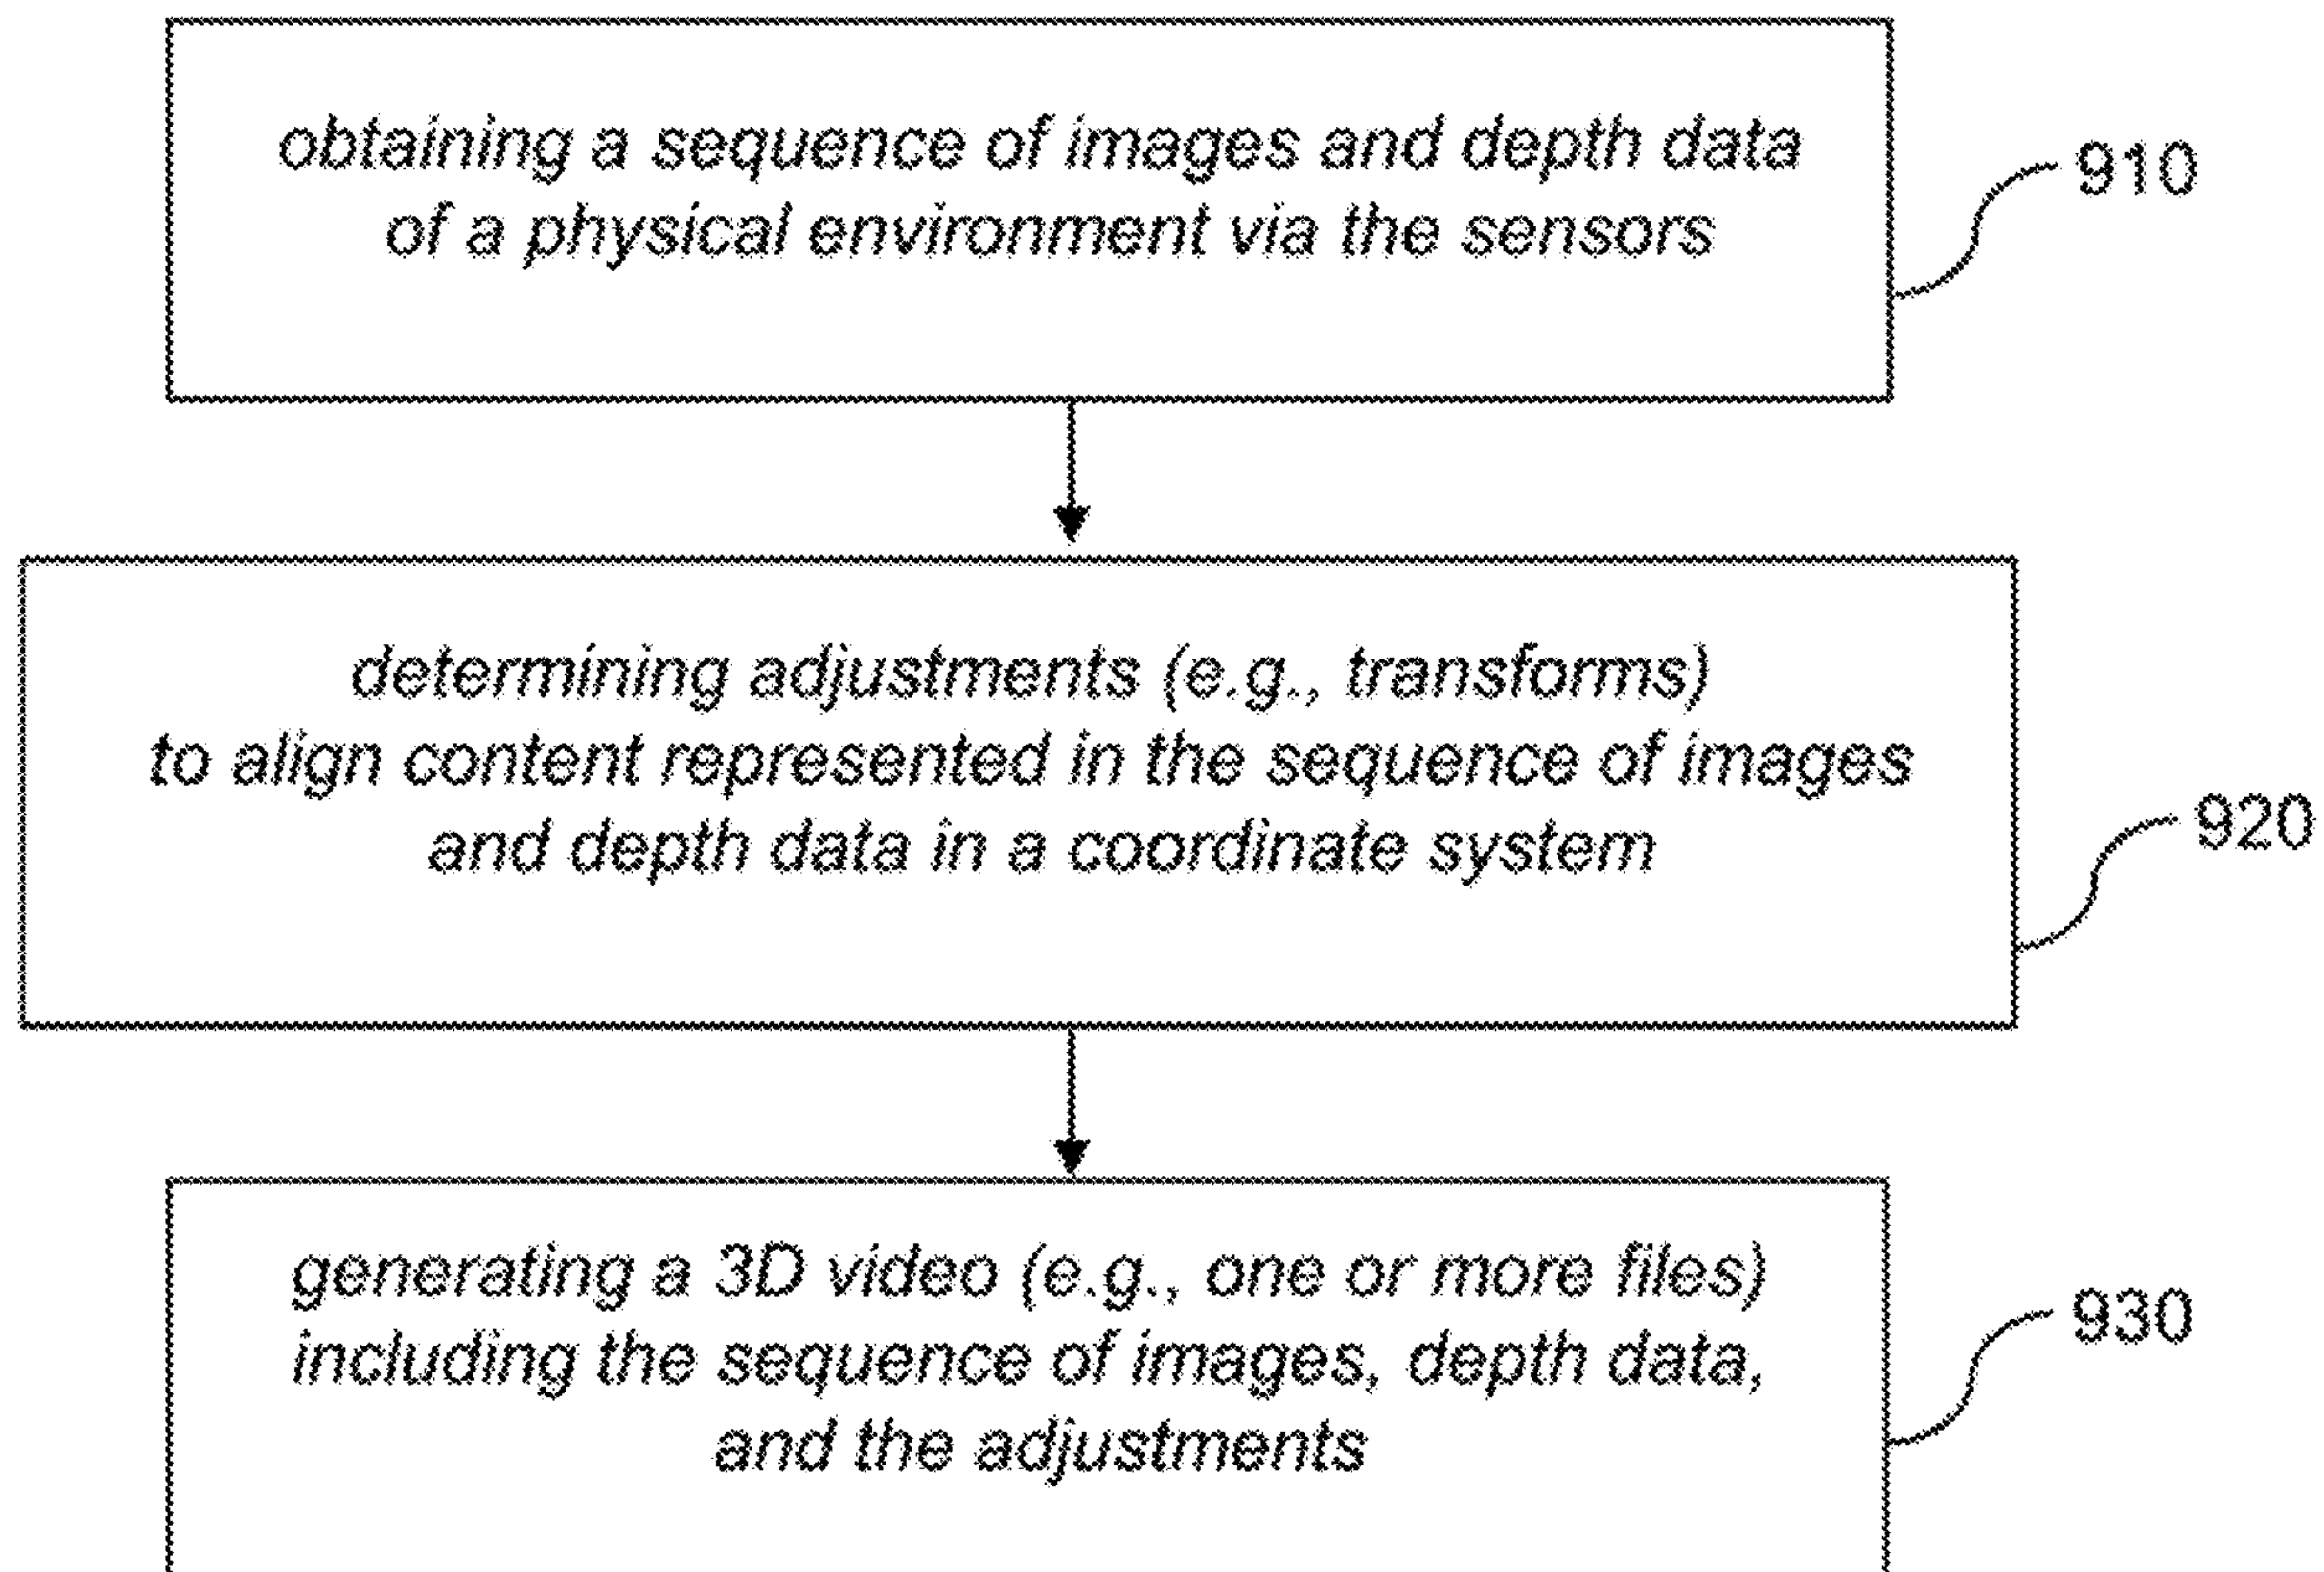 obtaining a sequence of images and depth data
of a physical environment via the sensors
910
determining adjustments (e.g., transforms)
to align content represented in the sequence of images
and depth data in a coordinate system
920
generating a 3D video (e.g., one or more files)
including the sequence of images, depth data,
and the adjustments
930